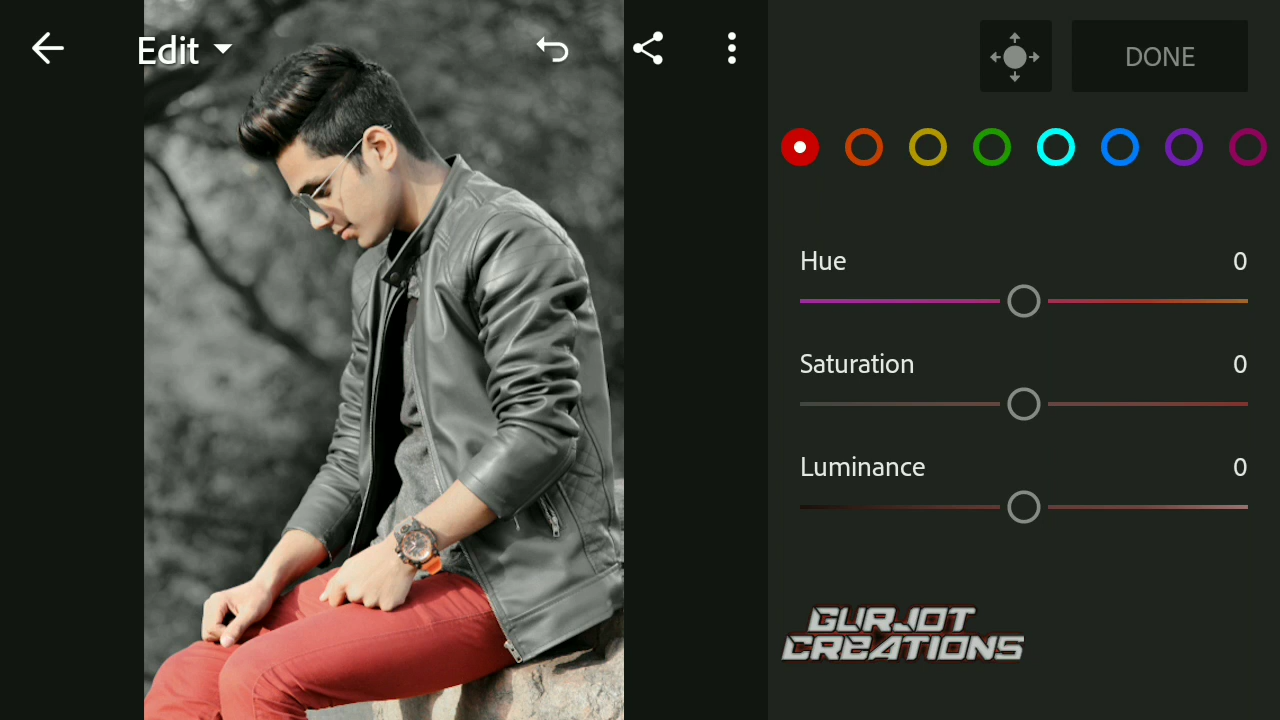 Edit
DONE
Hue 0
Saturation 0
Luminance 0
GURJOT
CREATIONS